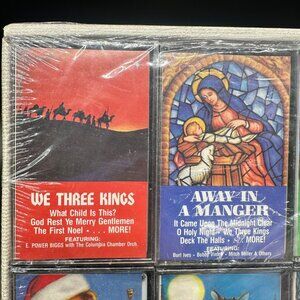 WE THREE KINGS
What Child Is This?
God Rest Ye Merry Gentlemen
The First Noel - . . . MORE!
FEATURING:
E. POWER BIGGS with The Columbia Chamber Orch.
AWAY IN
A MANGER
It Came Upon The Midnight Clear
O Holy Night - We Three Kings
Deck The Halls - . . . MORE!
FEATURING:
Burl Ives - Bobby Vinton - Mitch Miller & Others